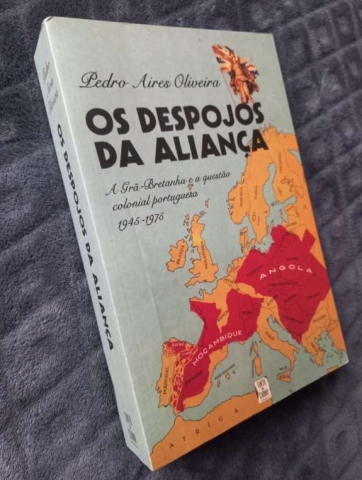 Pedro Aires Oliveira
OS DESPOJOS
DA ALIANÇA
A Grã-Bretanha e a questão
colonial portuguesa
1945-1975
ANGOLA
MOÇAMBIQUE
AFRICA
OS DESPOJOS DA ALIANÇA